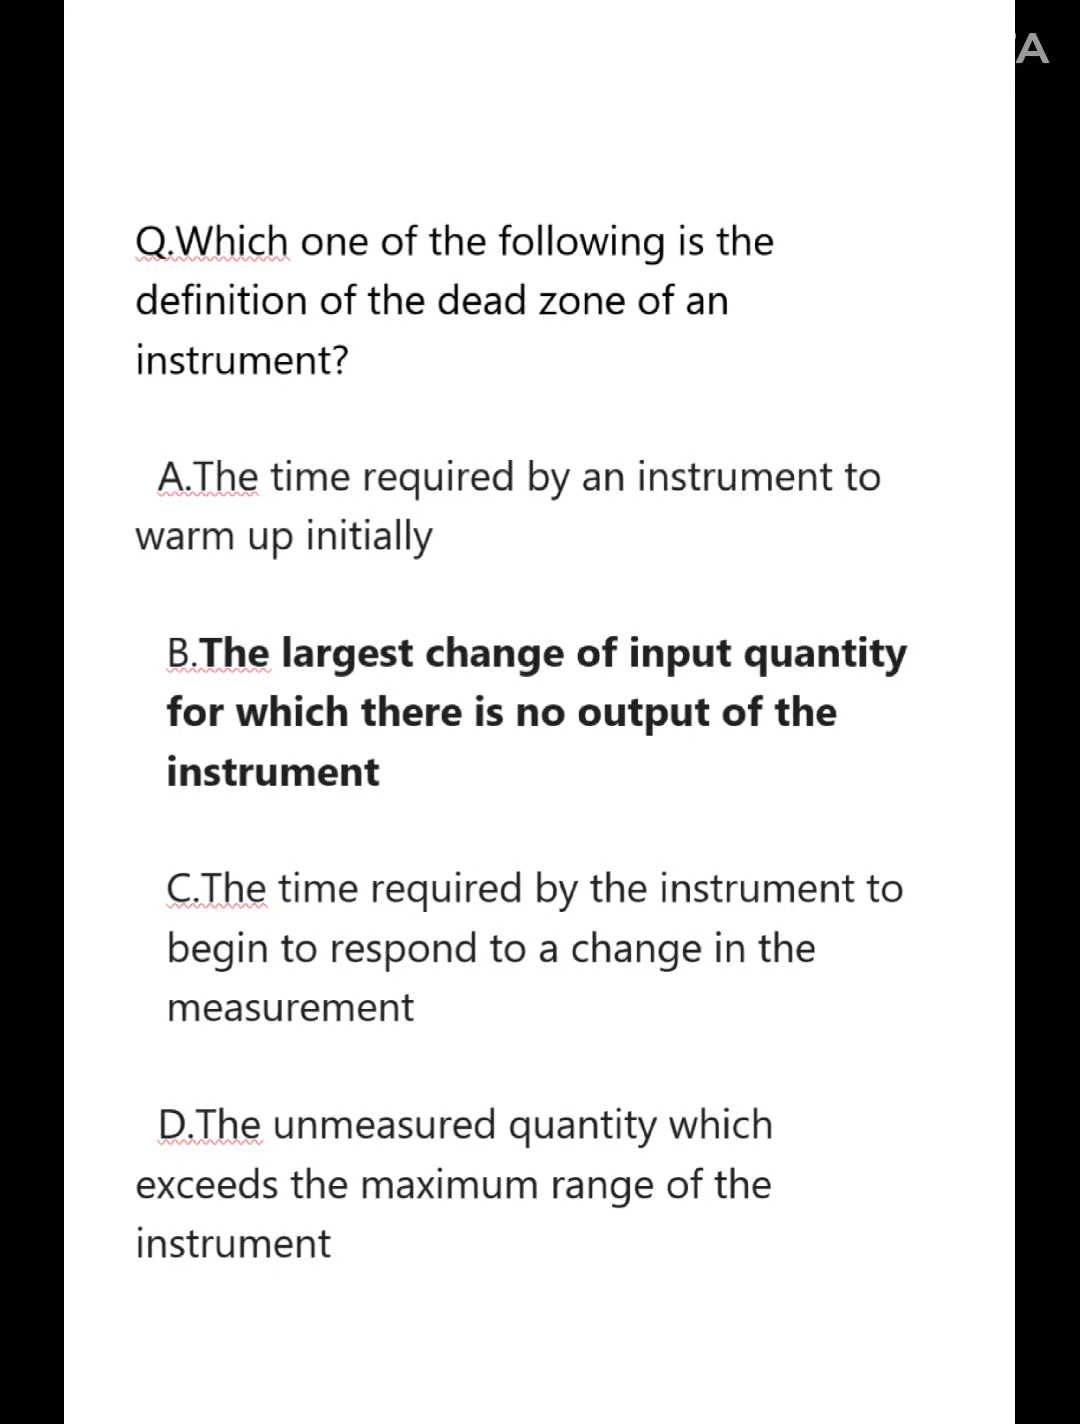 A
Q.Which one of the following is the
definition of the dead zone of an
instrument?
A.The time required by an instrument to
warm up initially
B.The largest change of input quantity
for which there is no output of the
instrument
C.The time required by the instrument to
begin to respond to a change in the
measurement
D.The unmeasured quantity which
exceeds the maximum range of the
instrument